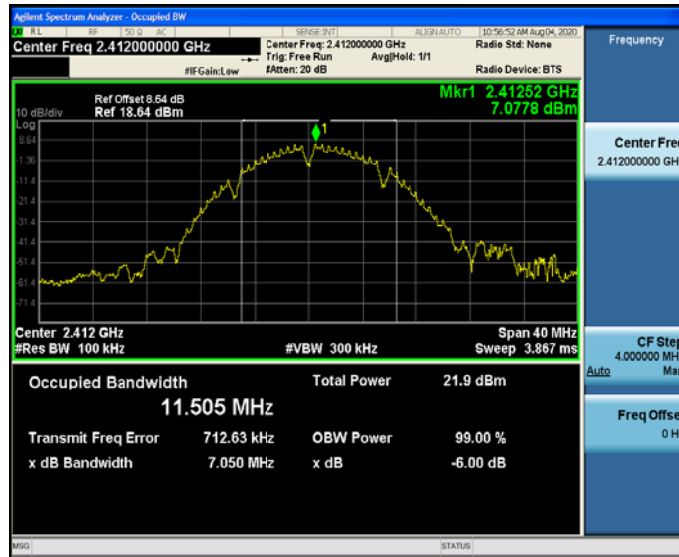 Agilent Spectrum Analyzer - Occupied BW
RL RF 50 Ω AC SENSE:INT ALIGN AUTO 10:56:52 AM Aug 04, 2020
Center Freq 2.412000000 GHz
Center Freq: 2.412000000 GHz
Radio Std: None
Trig: Free Run Avg|Hold: 1/1
#IFGain:Low
#Atten: 20 dB
Radio Device: BTS
Frequency
Ref Offset 8.64 dB
Mkr1 2.41252 GHz
10 dB/div Ref 18.64 dBm
7.0778 dBm
Log
8.64
1
-1.36
-11.4
-21.4
-31.4
-41.4
-51.4
-61.4
-71.4
Center 2.412 GHz Span 40 MHz
#Res BW 100 kHz #VBW 300 kHz Sweep 3.867 ms
Occupied Bandwidth Total Power 21.9 dBm
11.505 MHz
Transmit Freq Error 712.63 kHz OBW Power 99.00 %
x dB Bandwidth 7.050 MHz x dB -6.00 dB
Center Fre
2.412000000 GH
CF Step
4.000000 MH
Auto Ma
Freq Offse
0 H
MSG STATUS